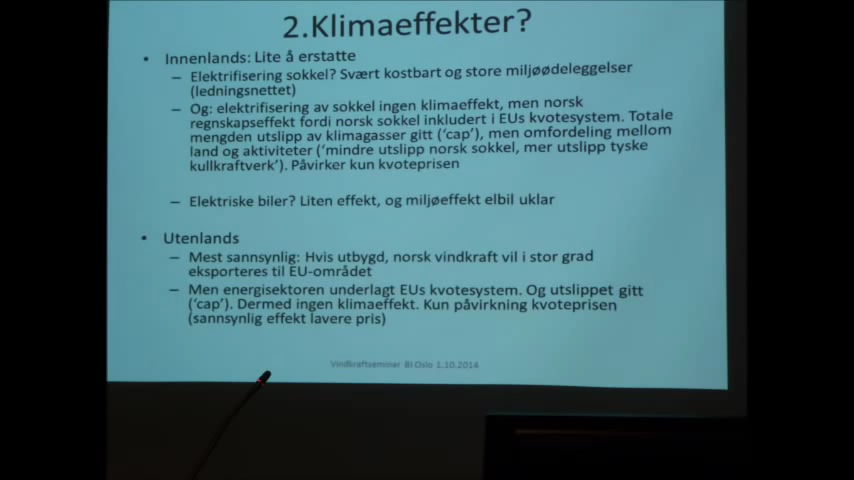 2.Klimaeffekter?
• Innenlands: Lite å erstatte
– Elektrifisering sokkel? Svært kostbart og store miljøødeleggelser
(ledningsnettet)
– Og: elektrifisering av sokkel ingen klimaeffekt, men norsk
regnskapseffekt fordi norsk sokkel inkludert i EUs kvotesystem. Totale
mengden utslipp av klimagasser gitt ('cap'), men omfordeling mellom
land og aktiviteter ('mindre utslipp norsk sokkel, mer utslipp tyske
kullkraftverk'). Påvirker kun kvoteprisen
– Elektriske biler? Liten effekt, og miljøeffekt elbil uklar
• Utenlands
– Mest sannsynlig: Hvis utbygd, norsk vindkraft vil i stor grad
eksporteres til EU-området
– Men energisektoren underlagt EUs kvotesystem. Og utslippet gitt
('cap'). Dermed ingen klimaeffekt. Kun påvirkning kvoteprisen
(sannsynlig effekt lavere pris)
Vindkraftseminar BI Oslo 1.10.2014